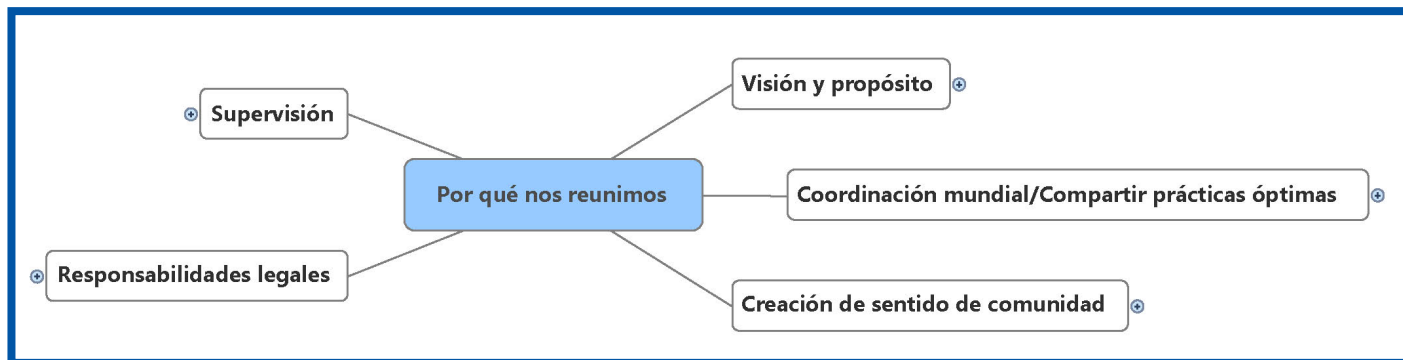 Visión y propósito
Supervisión
Por qué nos reunimos
Coordinación mundial/Compartir prácticas óptimas
Responsabilidades legales
Creación de sentido de comunidad